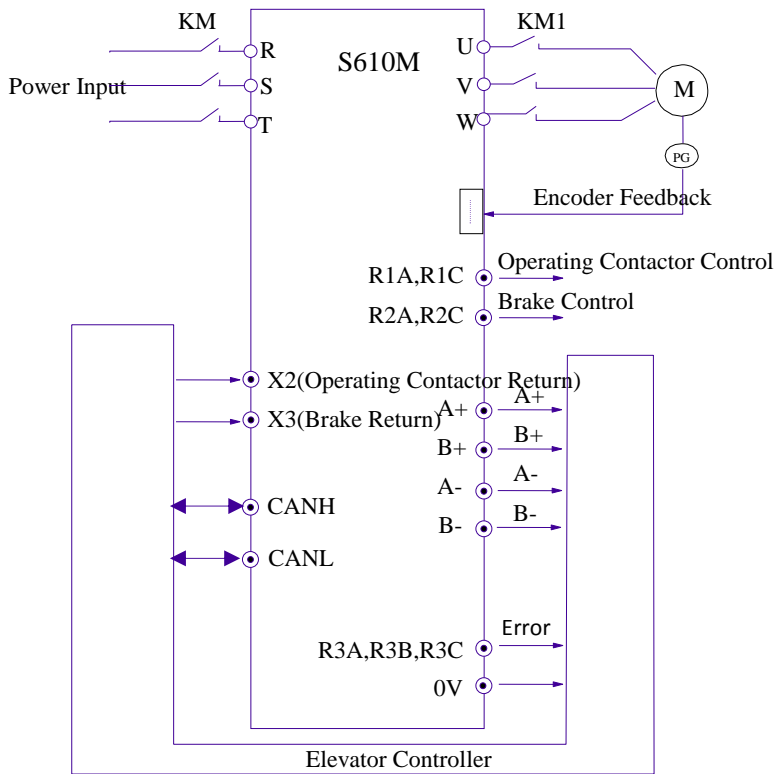 KM
KM1
R
U
S610M
Power Input
S
V
M
T
W
PG
Encoder Feedback
R1A,R1C
Operating Contactor Control
R2A,R2C
Brake Control
X2(Operating Contactor Return)
A+
A+
X3(Brake Return)
B+
B+
A-
A-
CANH
B-
B-
CANL
Error
R3A,R3B,R3C
0V
Elevator Controller